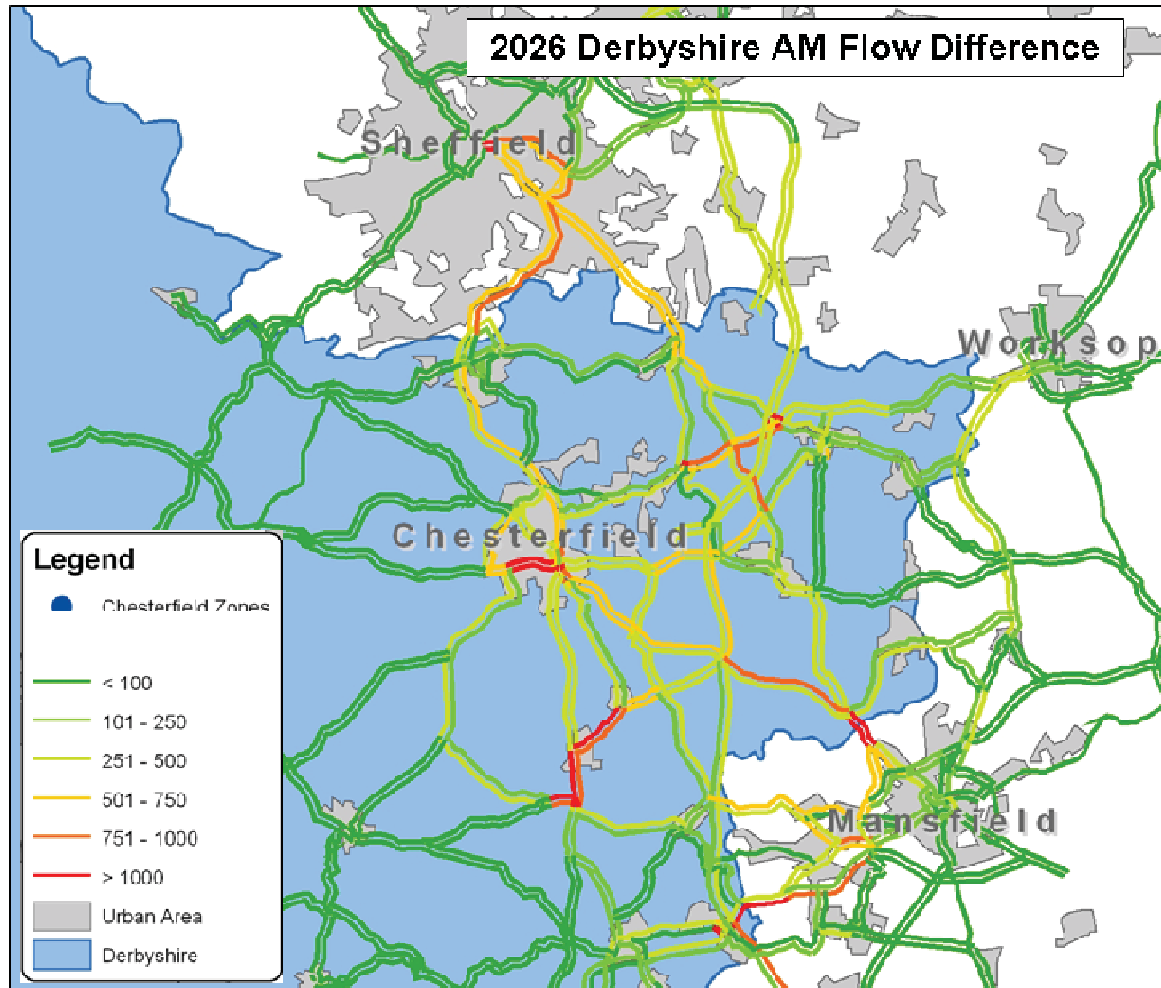 2026 Derbyshire AM Flow Difference
Sheffield
Worksop
Chesterfield
Mansfield
Legend
Chesterfield Zones
< 100
101 - 250
251 - 500
501 - 750
751 - 1000
> 1000
Urban Area
Derbyshire